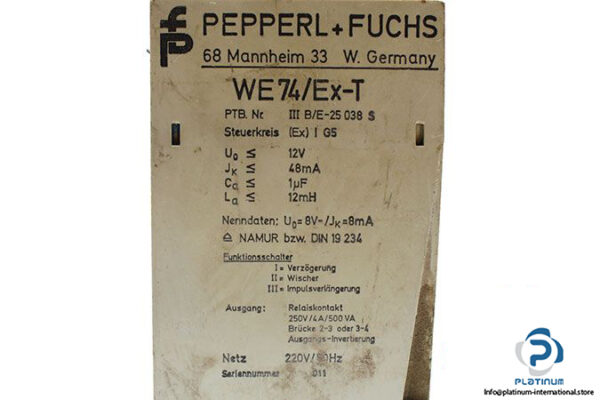 fP PEPPERL+FUCHS
68 Mannheim 33 W. Germany
WE 74/Ex-T
PTB. Nr. III B/E-25 038 S
Steuerkreis (Ex) I G5
U₀ ≤ 12V
Jₖ ≤ 48mA
Cₐ ≤ 1µF
Lₐ ≤ 12mH
Nenndaten: U₀=8V-/Jₖ=8mA
≙ NAMUR bzw. DIN 19 234
Funktionsschalter
I = Verzögerung
II = Wischer
III = Impulsverlängerung
Ausgang: Relaiskontakt
250V/4A/500 VA
Brücke 2-3 oder 3-4
Ausgangs-Invertierung
Netz 220V/ Hz
Seriennummer 011
PLATINUM
Info@platinum-international.store